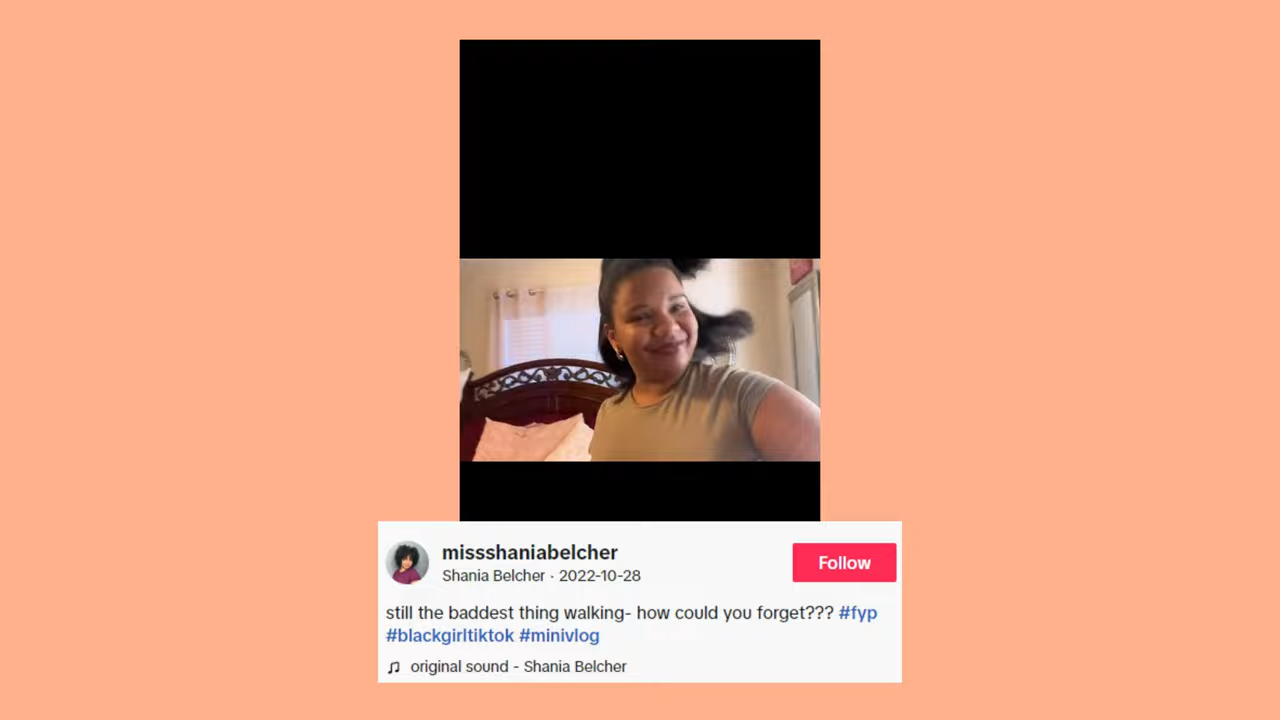 missshaniabelcher
Shania Belcher · 2022-10-28
Follow
still the baddest thing walking- how could you forget??? #fyp
#blackgirltiktok #minivlog
original sound - Shania Belcher